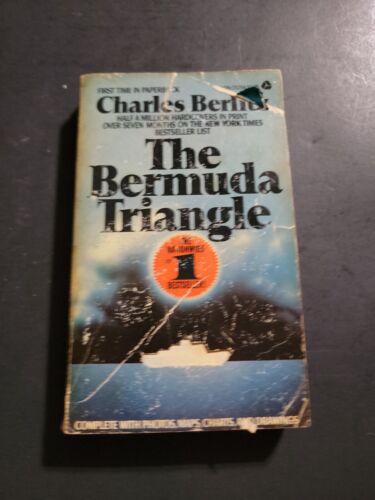 FIRST TIME IN PAPERBACK
Charles Berlitz
HALF A MILLION HARDCOVERS IN PRINT
OVER SEVEN MONTHS ON THE NEW YORK TIMES
BESTSELLER LIST
The
Bermuda
Triangle
THE
1
BESTSELLER!
COMPLETE WITH PHOTOS, MAPS, CHARTS, AND DRAWINGS